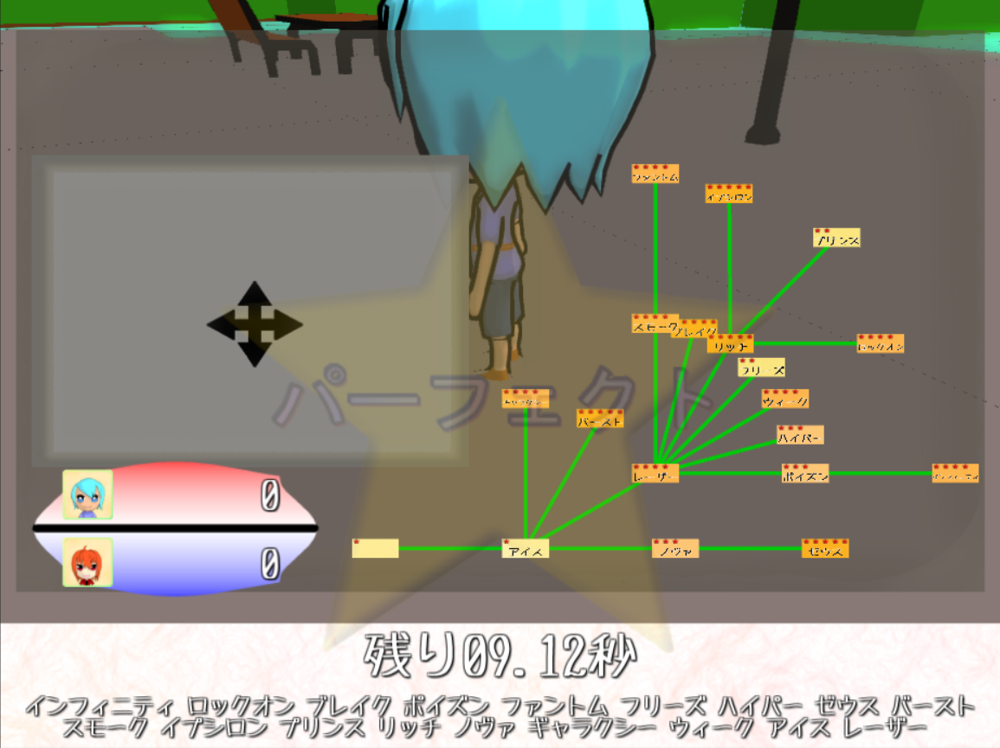 ファントム
イプシロン
プリンス
スモーク
ブレイク
リッチ
ロックオン
フリーズ
パーフェクト
ウィーク
バースト
ハイパー
レーザー
ポイズン
0
アイス
ノヴァ
ゼウス
0
残り09.12秒
インフィニティ ロックオン ブレイク ポイズン ファントム フリーズ ハイパー ゼウス バースト
スモーク イプシロン プリンス リッチ ノヴァ ギャラクシー ウィーク アイス レーザー